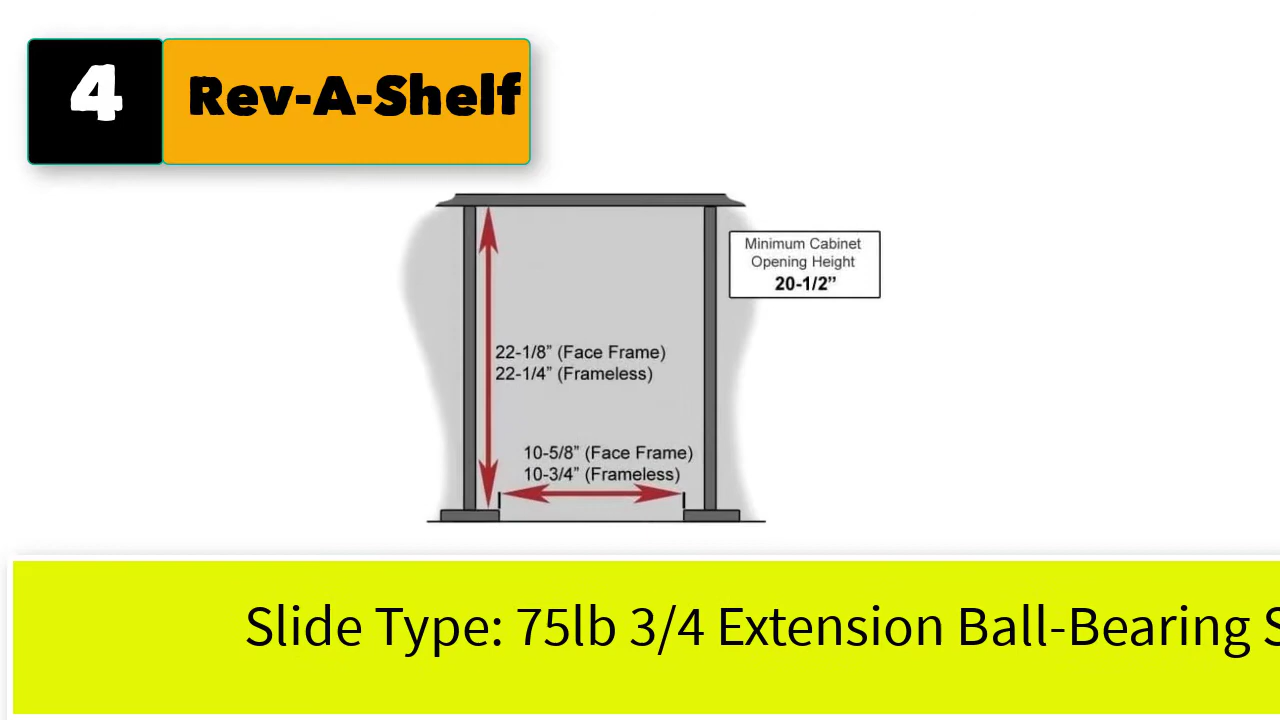 4
Rev-A-Shelf
Minimum Cabinet
Opening Height
20-1/2”
22-1/8” (Face Frame)
22-1/4” (Frameless)
10-5/8” (Face Frame)
10-3/4” (Frameless)
Slide Type: 75lb 3/4 Extension Ball-Bearing